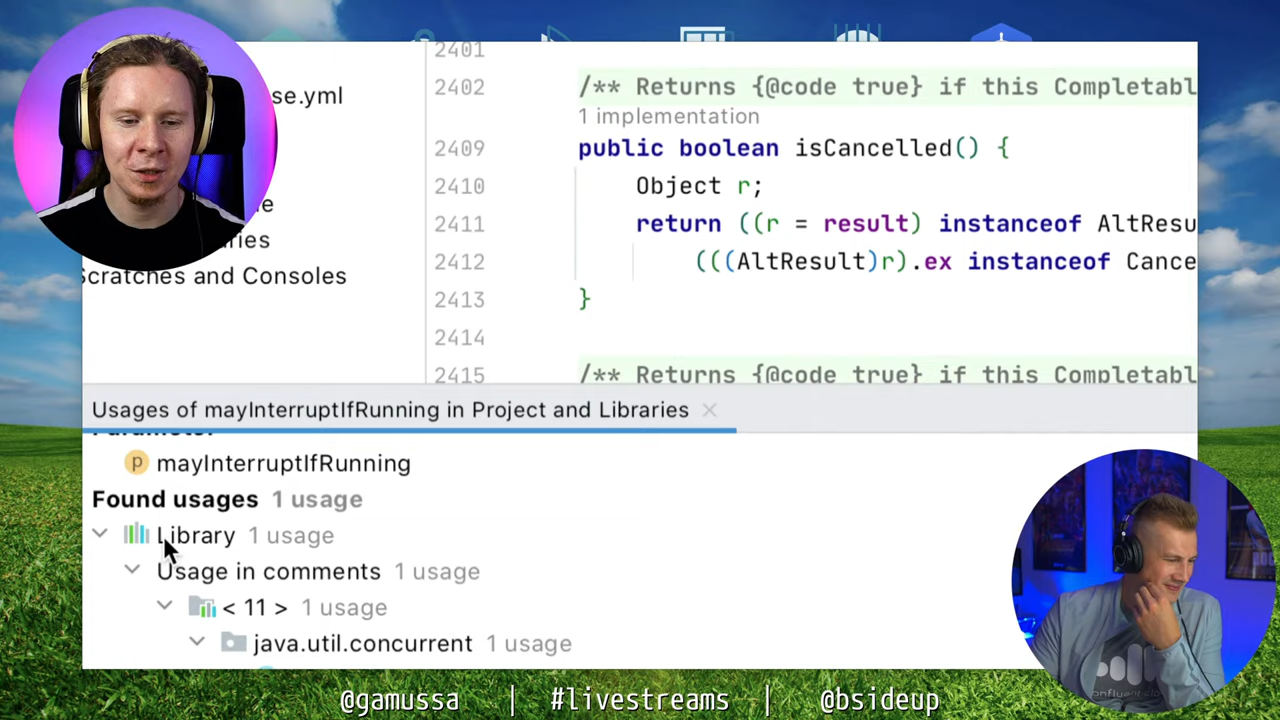 se.yml
ries
Scratches and Consoles
2401
2402 /** Returns {@code true} if this Completabl
1 implementation
2409 public boolean isCancelled() {
2410 Object r;
2411 return ((r = result) instanceof AltResu
2412 (((AltResult)r).ex instanceof Cance
2413 }
2414
2415 /** Returns {@code true} if this Completabl
Usages of mayInterruptIfRunning in Project and Libraries ×
Parameter
p mayInterruptIfRunning
Found usages 1 usage
Library 1 usage
Usage in comments 1 usage
< 11 > 1 usage
java.util.concurrent 1 usage
@gamussa | #livestreams | @bsideup